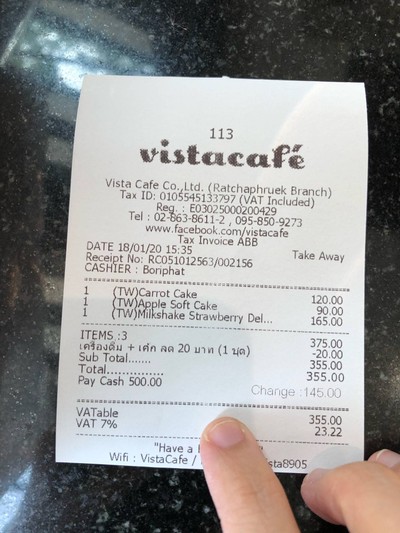 113
vistacafé
Vista Cafe Co.,Ltd. (Ratchaphruek Branch)
Tax ID: 0105545133797 (VAT Included)
Reg. : E03025000200429
Tel : 02-863-8611-2 , 095-850-9273
www.facebook.com/vistacafe
Tax Invoice ABB
DATE 18/01/20 15:35 Take Away
Receipt No: RC051012563/002156
CASHIER : Boriphat
1 (TW)Carrot Cake 120.00
1 (TW)Apple Soft Cake 90.00
1 (TW)Milkshake Strawberry Del... 165.00
ITEMS :3 375.00
เครื่องดื่ม + เค้ก ลด 20 บาท (1 ชุด) -20.00
Sub Total....... 355.00
Total............... 355.00
Pay Cash 500.00
Change :145.00
VATable 355.00
VAT 7% 23.22
"Have a
Wifi : VistaCafe /